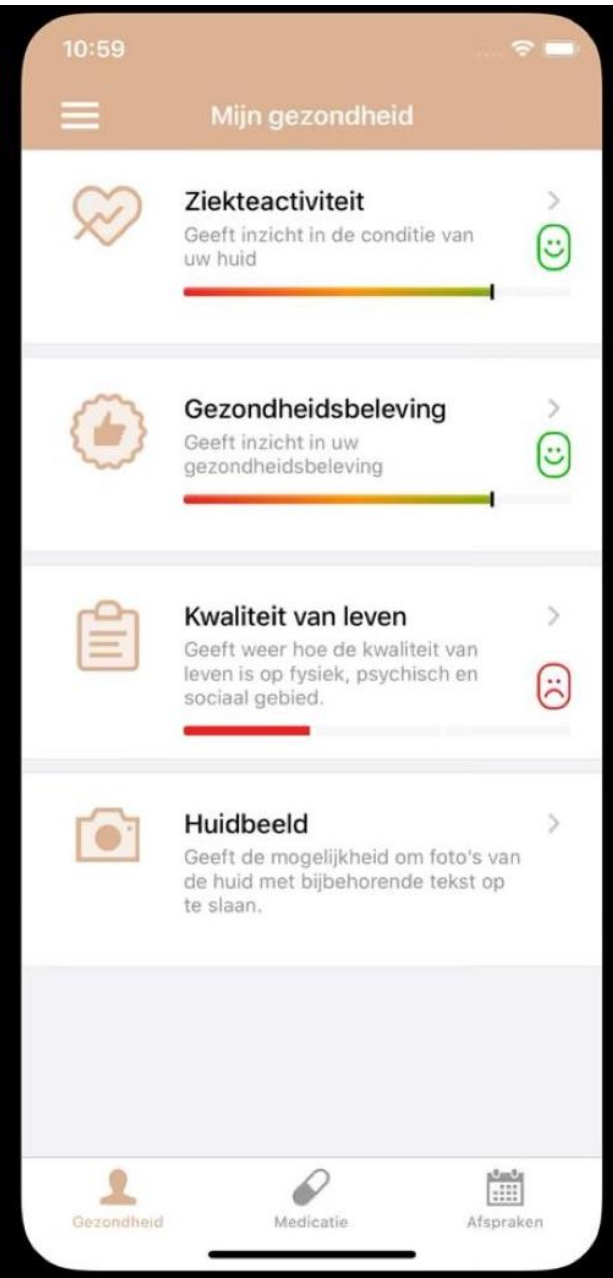 10:59
Mijn gezondheid
Ziekteactiviteit
Geeft inzicht in de conditie van
uw huid
Gezondheidsbeleving
Geeft inzicht in uw
gezondheidsbeleving
Kwaliteit van leven
Geeft weer hoe de kwaliteit van
leven is op fysiek, psychisch en
sociaal gebied.
Huidbeeld
Geeft de mogelijkheid om foto's van
de huid met bijbehorende tekst op
te slaan.
Gezondheid
Medicatie
Afspraken